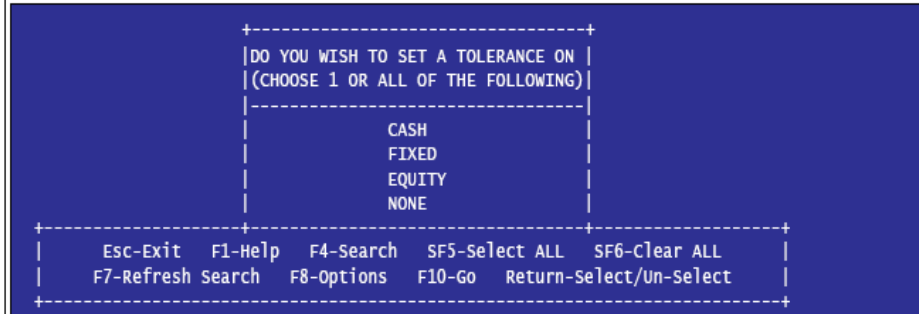 DO YOU WISH TO SET A TOLERANCE ON
(CHOOSE 1 OR ALL OF THE FOLLOWING)
CASH
FIXED
EQUITY
NONE
Esc-Exit F1-Help F4-Search SF5-Select ALL SF6-Clear ALL
F7-Refresh Search F8-Options F10-Go Return-Select/Un-Select